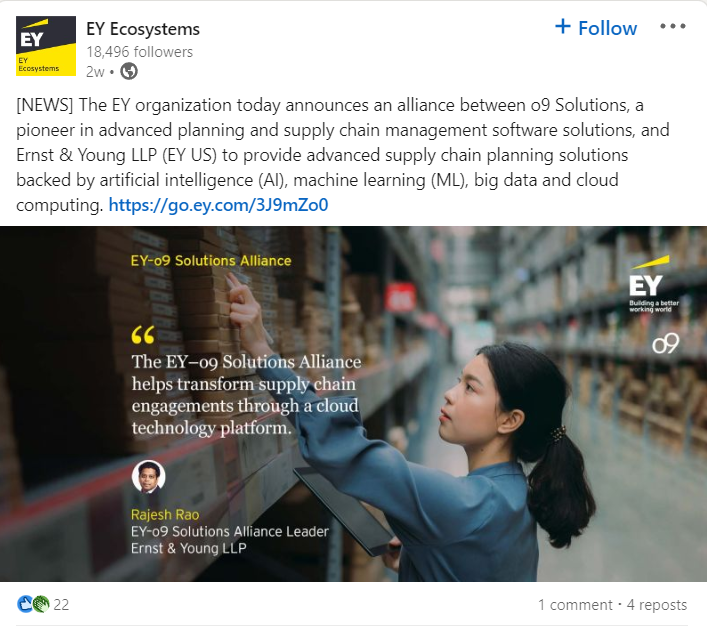 EY
EY
Ecosystems
EY Ecosystems
18,496 followers
2w •
+ Follow
[NEWS] The EY organization today announces an alliance between o9 Solutions, a
pioneer in advanced planning and supply chain management software solutions, and
Ernst & Young LLP (EY US) to provide advanced supply chain planning solutions
backed by artificial intelligence (AI), machine learning (ML), big data and cloud
computing. https://go.ey.com/3J9mZo0
EY-o9 Solutions Alliance
EY
Building a better
working world
o9
“
The EY–o9 Solutions Alliance
helps transform supply chain
engagements through a cloud
technology platform.
Rajesh Rao
EY-o9 Solutions Alliance Leader
Ernst & Young LLP
22
1 comment • 4 reposts